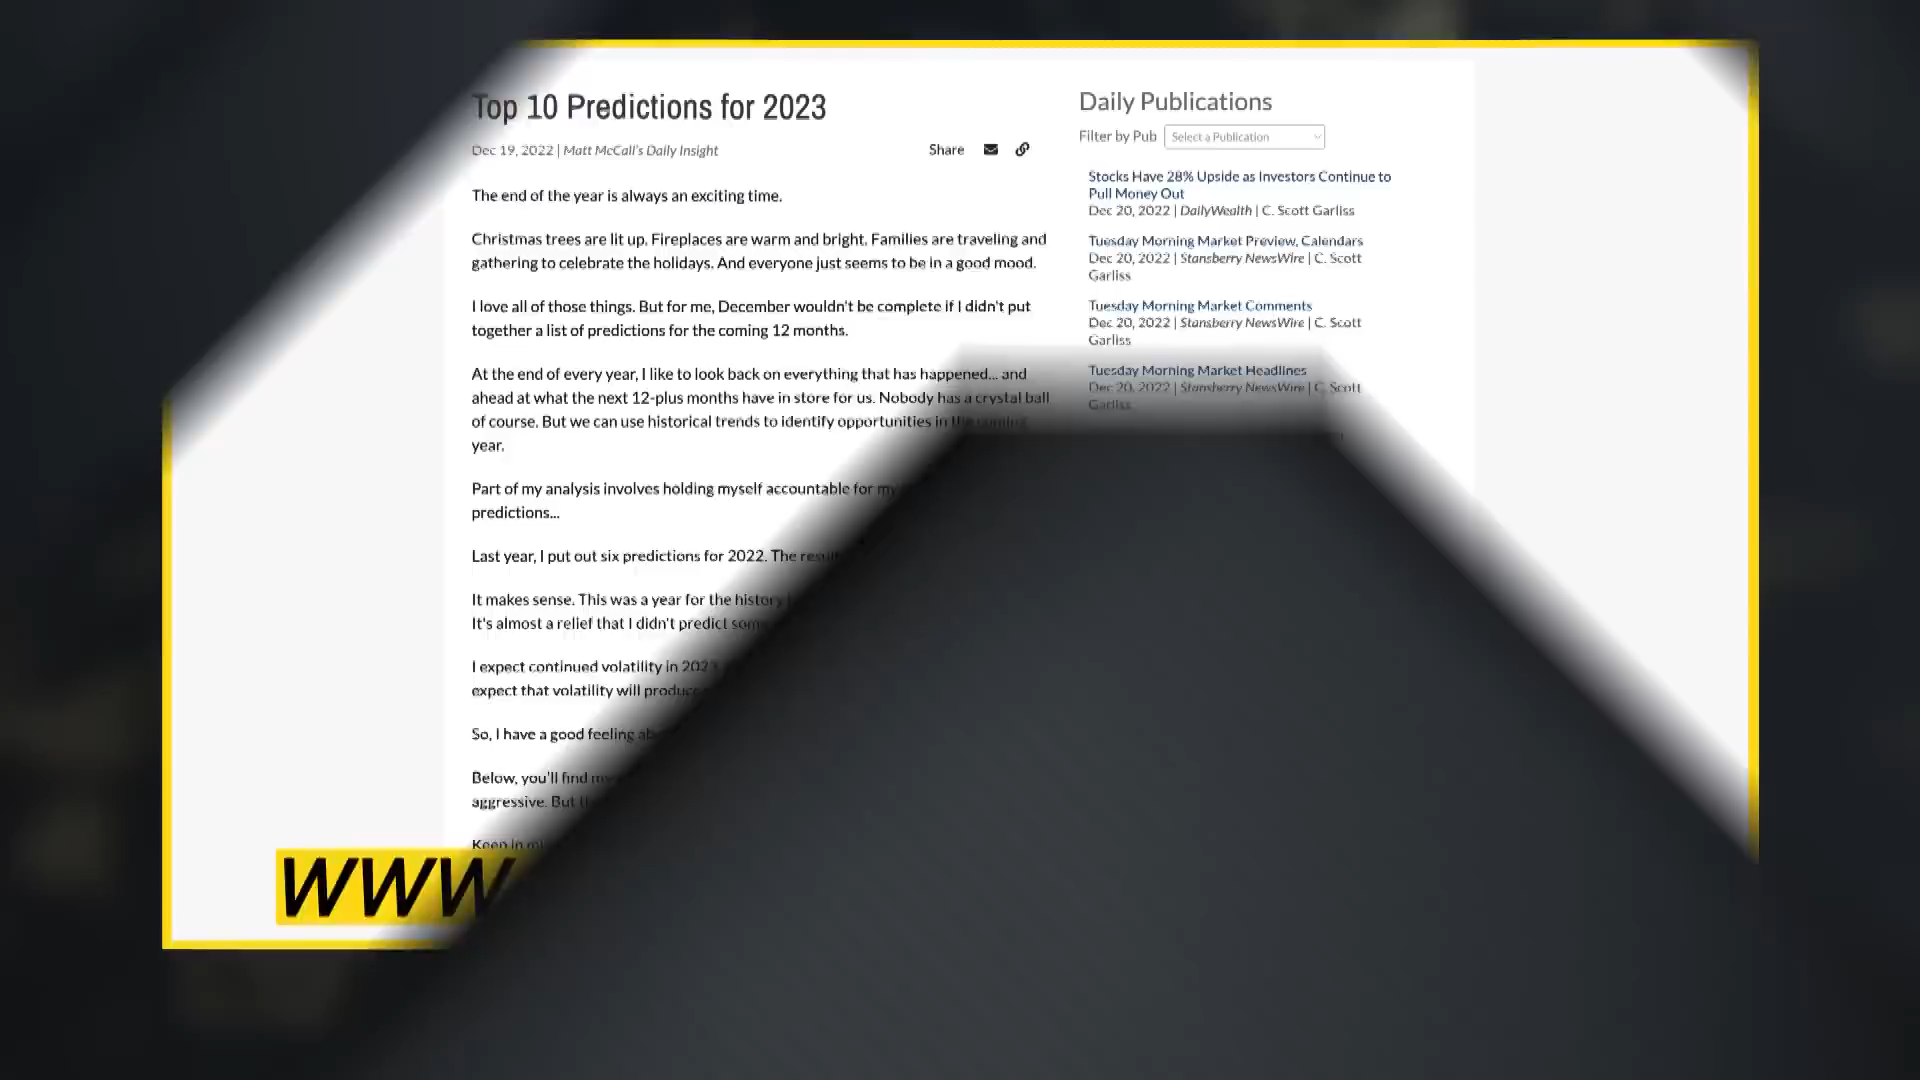 Top 10 Predictions for 2023
Dec 19, 2022 | Matt McCall's Daily Insight
Share
The end of the year is always an exciting time.
Christmas trees are lit up. Fireplaces are warm and bright. Families are traveling and
gathering to celebrate the holidays. And everyone just seems to be in a good mood.
I love all of those things. But for me, December wouldn't be complete if I didn't put
together a list of predictions for the coming 12 months.
At the end of every year, I like to look back on everything that has happened... and
ahead at what the next 12-plus months have in store for us. Nobody has a crystal ball
of course. But we can use historical trends to identify opportunities in the coming
year.
Part of my analysis involves holding myself accountable for my
predictions...
Last year, I put out six predictions for 2022. The
It makes sense. This was a year for the history
It's almost a relief that I didn't predict
I expect continued volatility in 2023
expect that volatility will produce
So, I have a good feeling
Below, you'll find my
aggressive. But
Keep in
WWW
Daily Publications
Filter by Pub Select a Publication
Stocks Have 28% Upside as Investors Continue to
Pull Money Out
Dec 20, 2022 | DailyWealth | C. Scott Garliss
Tuesday Morning Market Preview, Calendars
Dec 20, 2022 | Stansberry NewsWire | C. Scott
Garliss
Tuesday Morning Market Comments
Dec 20, 2022 | Stansberry NewsWire | C. Scott
Garliss
Tuesday Morning Market Headlines
Dec 20, 2022 | Stansberry NewsWire | C. Scott
Garliss